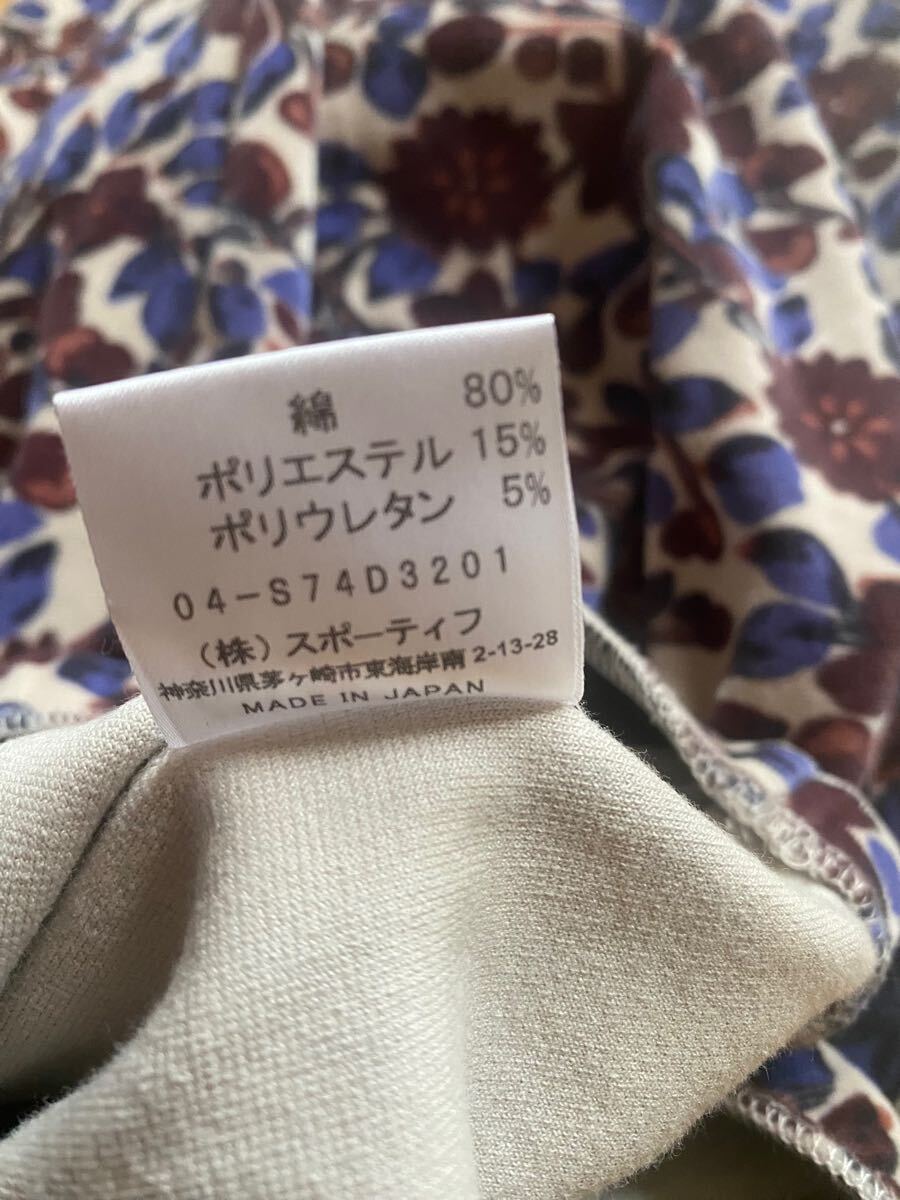 綿 80%
ポリエステル 15%
ポリウレタン 5%
04-S74D3201
(株)スポーティフ
神奈川県茅ヶ崎市東海岸南 2-13-28
MADE IN JAPAN